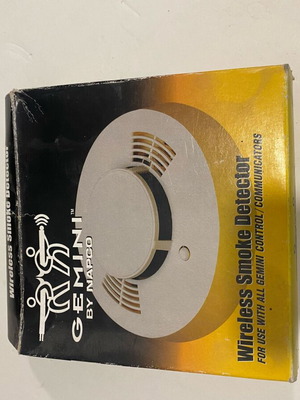 Wireless Smoke Detector
GEMINI™
BY NAPCO
Wireless Smoke Detector
FOR USE WITH ALL GEMINI CONTROL/COMMUNICATORS